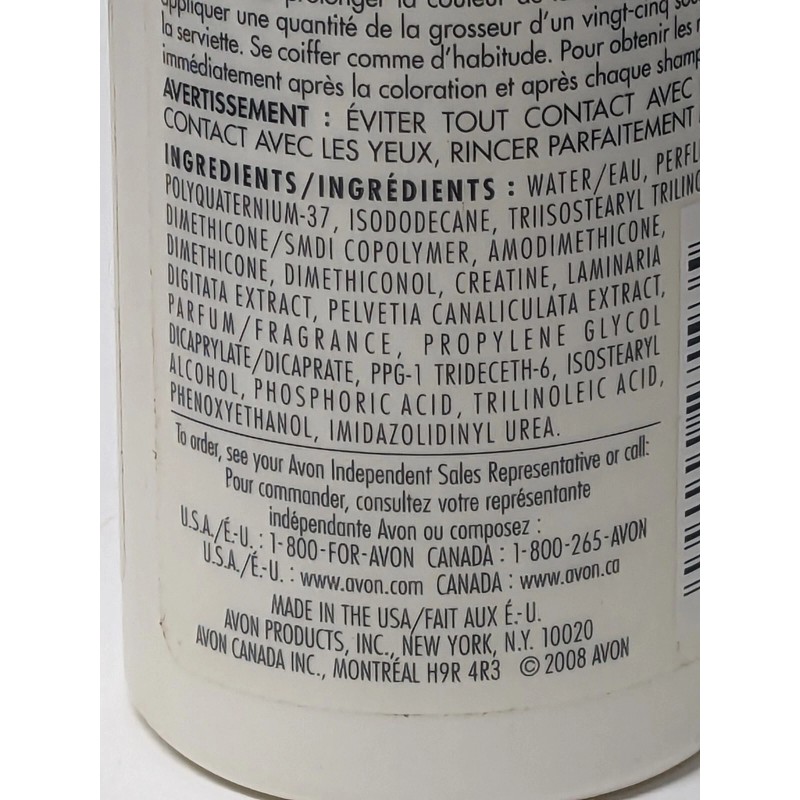 prolonger la couleur de
appliquer une quantité de la grosseur d'un vingt-cinq sous
la serviette. Se coiffer comme d'habitude. Pour obtenir les
immédiatement après la coloration et après chaque
AVERTISSEMENT : ÉVITER TOUT CONTACT AVEC
CONTACT AVEC LES YEUX, RINCER PARFAITEMENT
INGREDIENTS/INGRÉDIENTS : WATER/EAU,
POLYQUATERNIUM-37, ISODODECANE, TRIISOSTEARYL
DIMETHICONE/SMDI COPOLYMER, AMODIMETHICONE,
DIMETHICONE, DIMETHICONOL, CREATINE, LAMINARIA
DIGITATA EXTRACT, PELVETIA CANALICULATA EXTRACT,
PARFUM/FRAGRANCE, PROPYLENE GLYCOL
DICAPRYLATE/DICAPRATE, PPG-1 TRIDECETH-6, ISOSTEARYL
ALCOHOL, PHOSPHORIC ACID, TRILINOLEIC ACID,
PHENOXYETHANOL, IMIDAZOLIDINYL UREA.
To order, see your Avon Independent Sales Representative or call:
Pour commander, consultez votre représentante
indépendante Avon ou composez :
U.S.A./É.-U. : 1-800-FOR-AVON CANADA : 1-800-265-AVON
U.S.A./É.-U. : www.avon.com CANADA : www.avon.ca
MADE IN THE USA/FAIT AUX É.-U.
AVON PRODUCTS, INC., NEW YORK, N.Y. 10020
AVON CANADA INC., MONTRÉAL H9R 4R3 © 2008 AVON